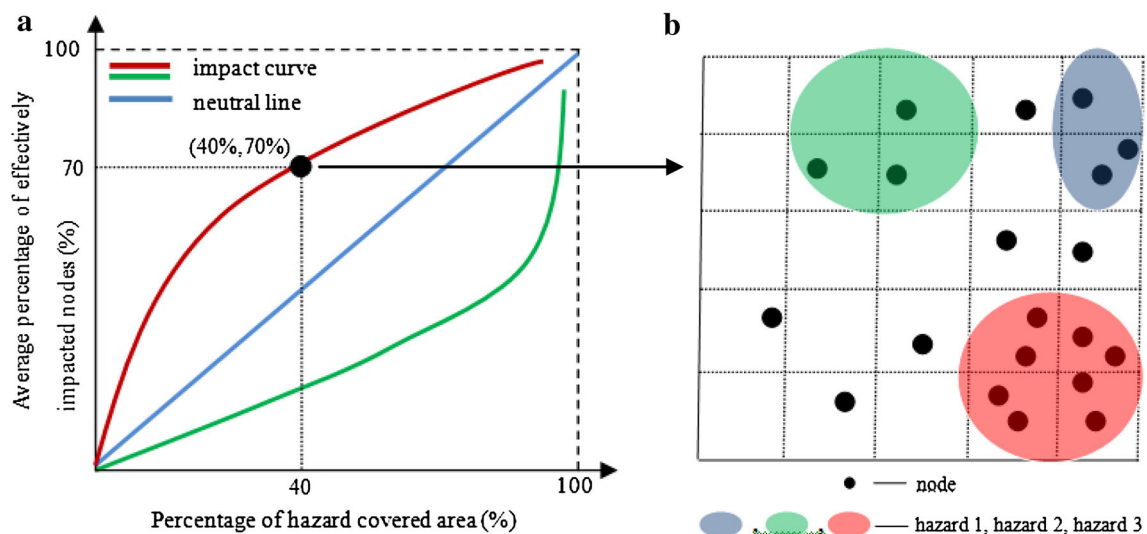 a
b
100
impact curve
neutral line
(40%,70%)
70
Average percentage of effectively
impacted nodes (%)
40
100
Percentage of hazard covered area (%)
node
hazard 1, hazard 2, hazard 3